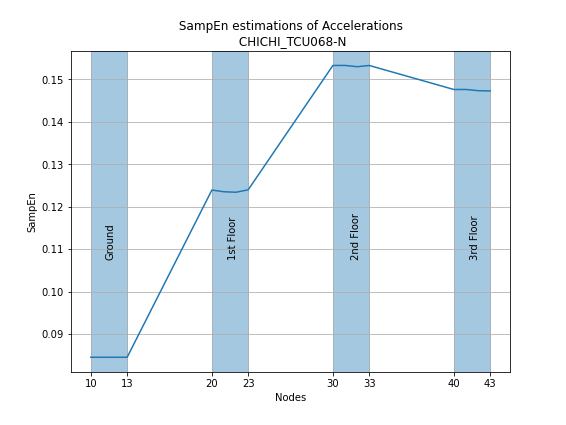 SampEn estimations of Accelerations
CHICHI_TCU068-N
0.15
0.14
0.13
0.12
0.11
0.10
0.09
SampEn
Ground
1st Floor
2nd Floor
3rd Floor
10 13 20 23 30 33 40 43
Nodes